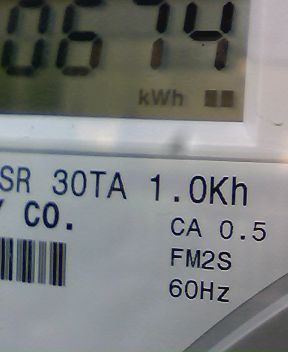 0674
kWh
SR 30TA 1.0Kh
Y CO.
CA 0.5
FM2S
60Hz